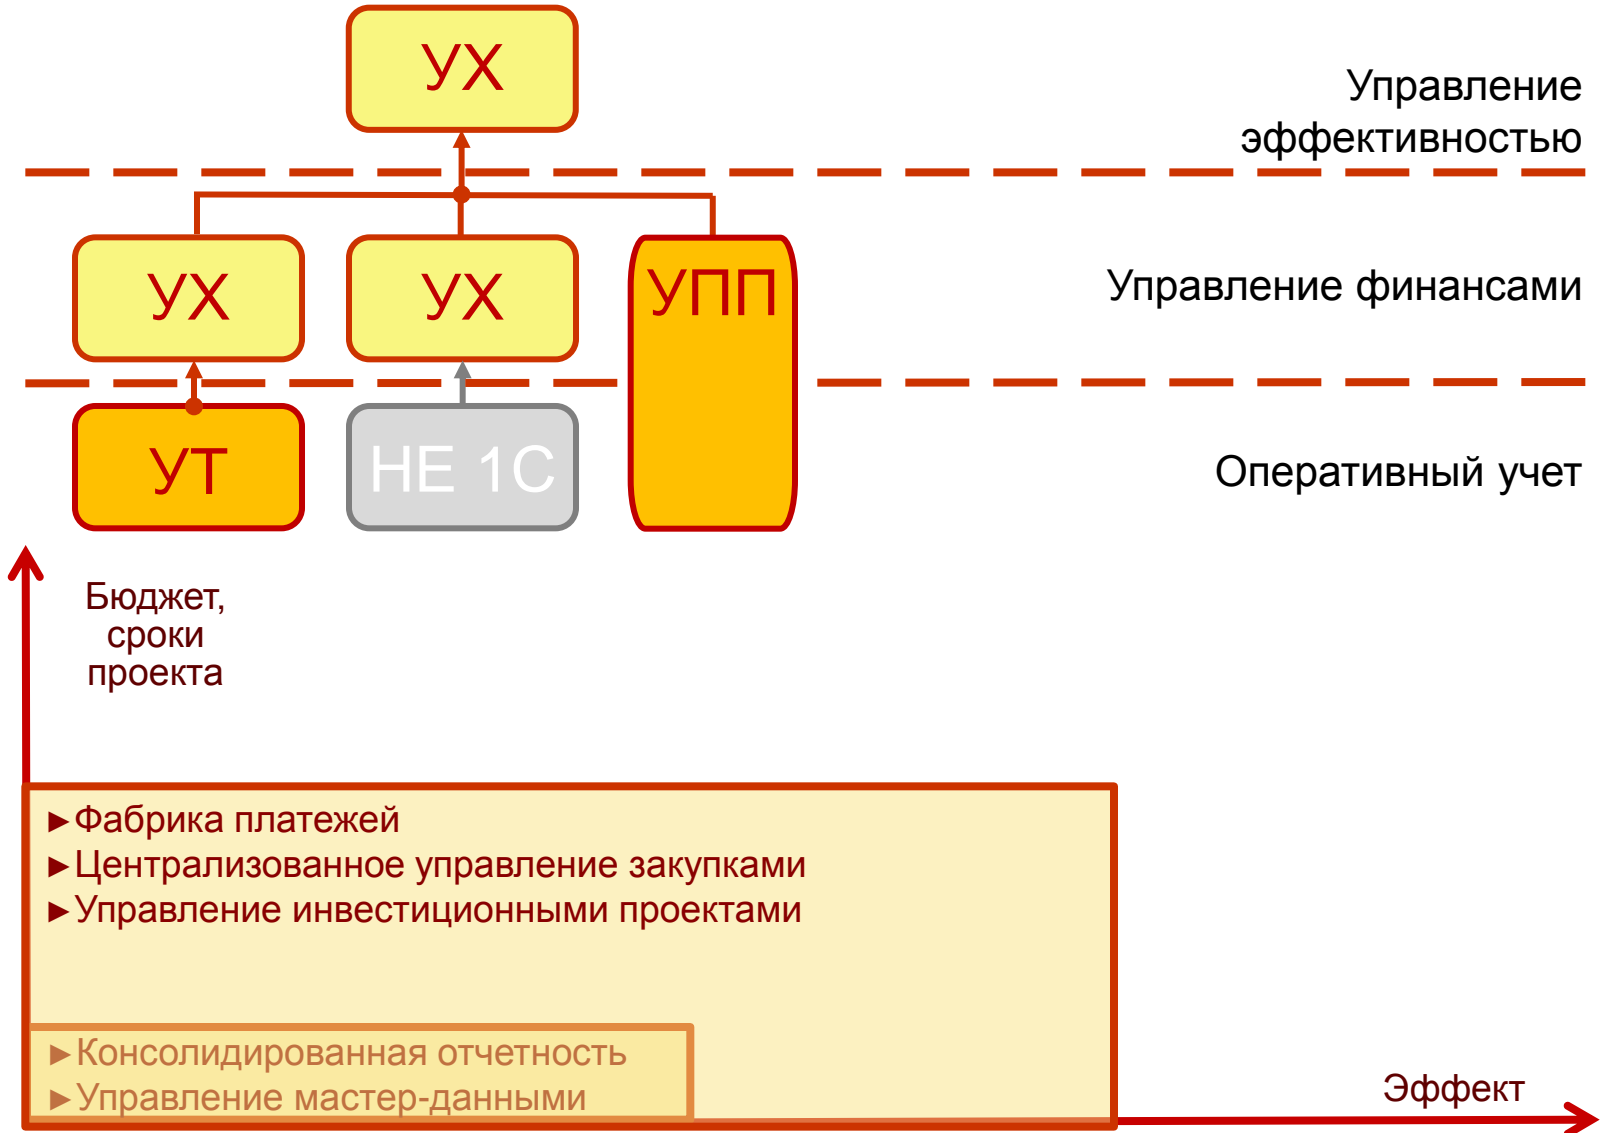 УХ
Управление
эффективностью
УХ
УХ
УПП
Управление финансами
УТ
НЕ 1С
Оперативный учет
Бюджет,
сроки
проекта
►Фабрика платежей
►Централизованное управление закупками
►Управление инвестиционными проектами
►Консолидированная отчетность
►Управление мастер-данными
Эффект